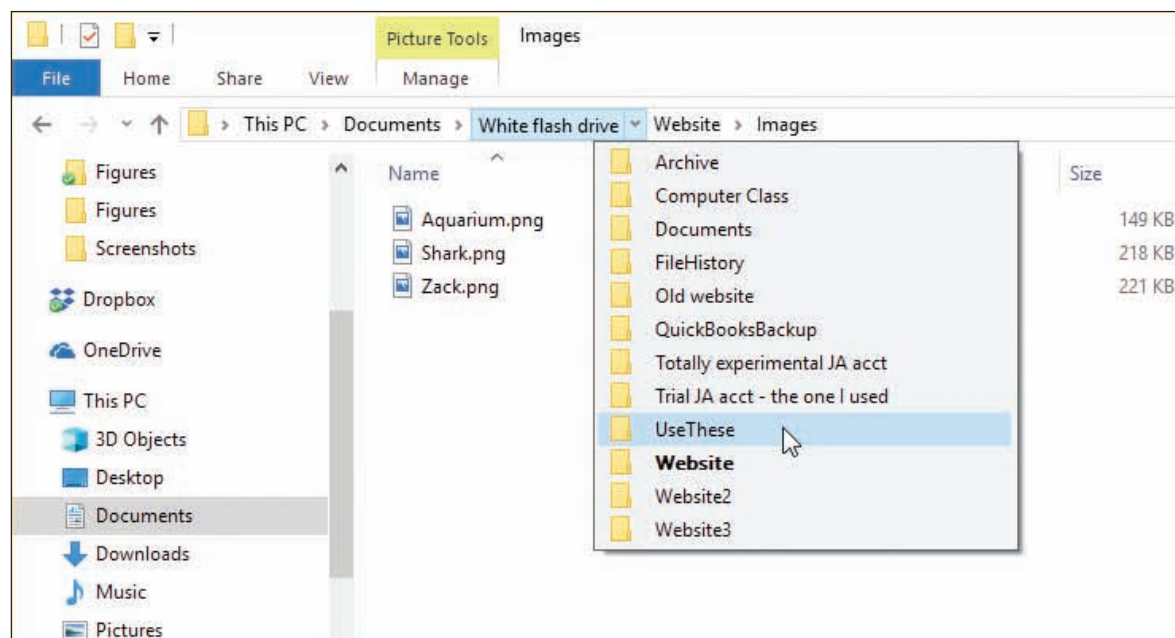 Picture Tools Images
File Home Share View Manage
This PC > Documents > White flash drive Website > Images
Figures
Figures
Screenshots
Dropbox
OneDrive
This PC
3D Objects
Desktop
Documents
Downloads
Music
Pictures
Name Size
Aquarium.png 149 KB
Shark.png 218 KB
Zack.png 221 KB
Archive
Computer Class
Documents
FileHistory
Old website
QuickBooksBackup
Totally experimental JA acct
Trial JA acct - the one I used
UseThese
Website
Website2
Website3